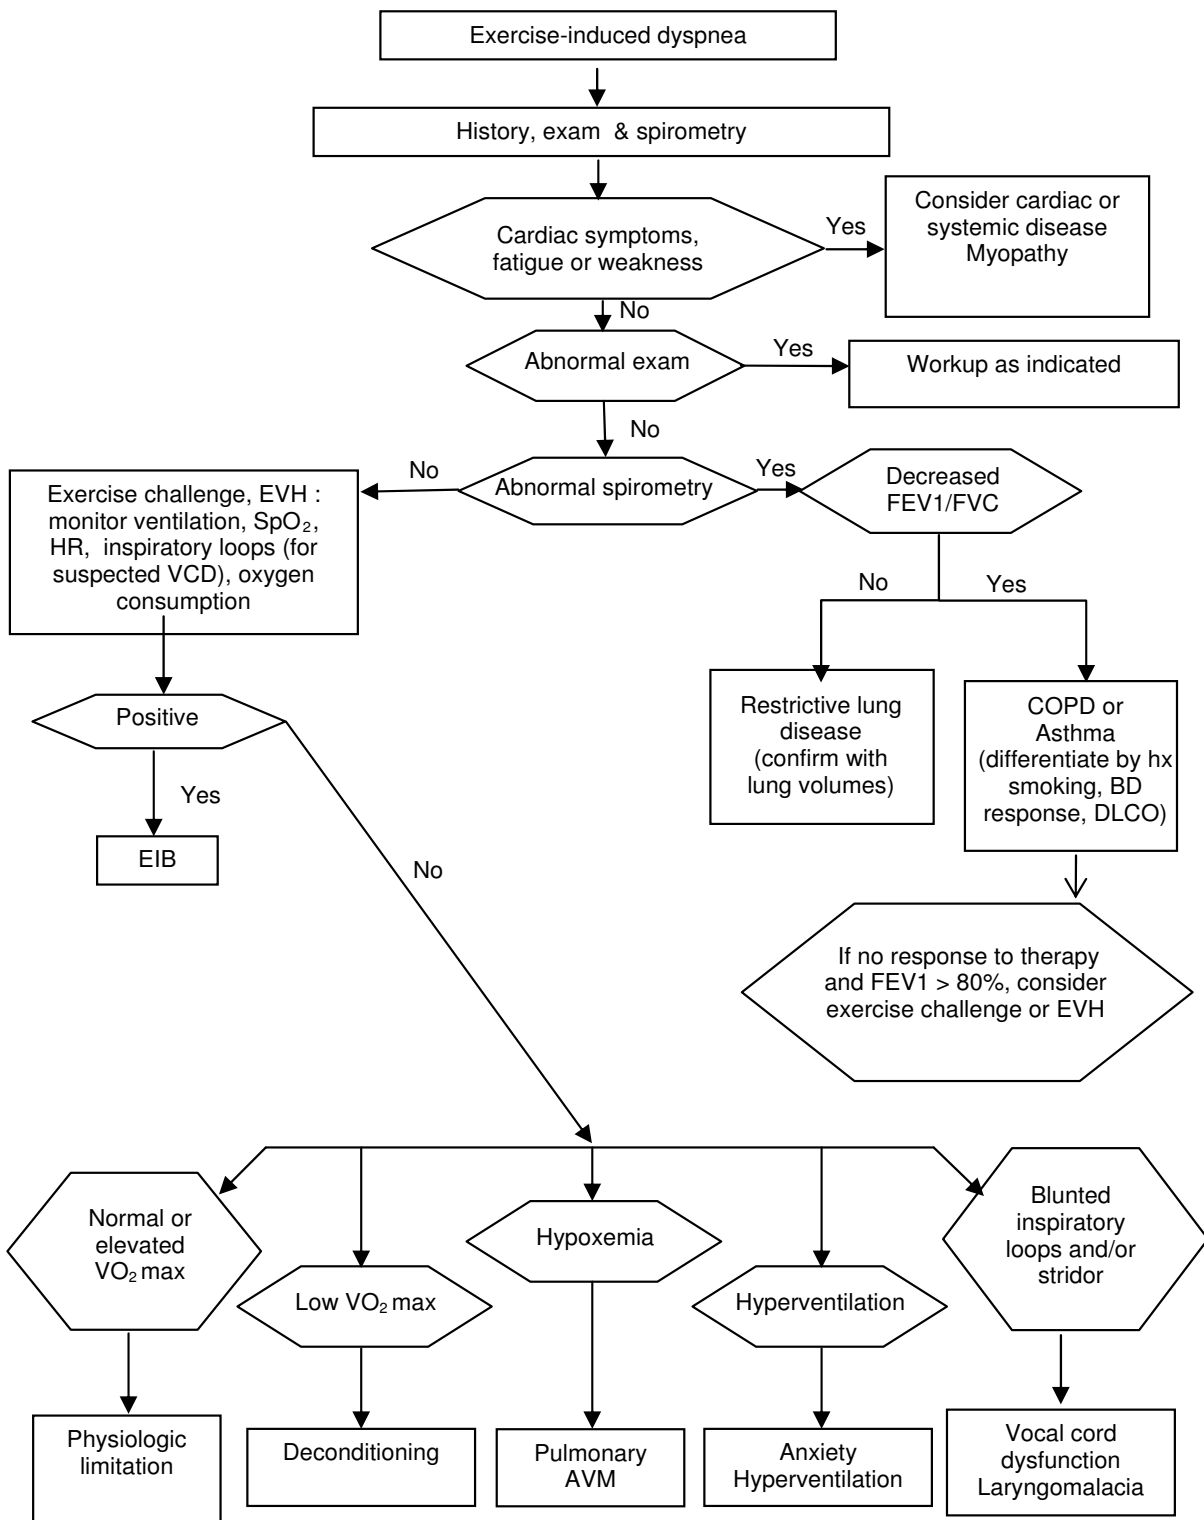 Exercise-induced dyspnea
History, exam & spirometry
Cardiac symptoms,
fatigue or weakness
Yes
Consider cardiac or
systemic disease
Myopathy
No
Abnormal exam
Yes
Workup as indicated
No
Abnormal spirometry
No
Yes
Exercise challenge, EVH :
monitor ventilation, SpO₂,
HR, inspiratory loops (for
suspected VCD), oxygen
consumption
Decreased
FEV1/FVC
No
Yes
Positive
Restrictive lung
disease
(confirm with
lung volumes)
COPD or
Asthma
(differentiate by hx
smoking, BD
response, DLCO)
Yes
EIB
No
If no response to therapy
and FEV1 > 80%, consider
exercise challenge or EVH
Normal or
elevated
VO₂ max
Low VO₂ max
Hypoxemia
Hyperventilation
Blunted
inspiratory
loops and/or
stridor
Physiologic
limitation
Deconditioning
Pulmonary
AVM
Anxiety
Hyperventilation
Vocal cord
dysfunction
Laryngomalacia